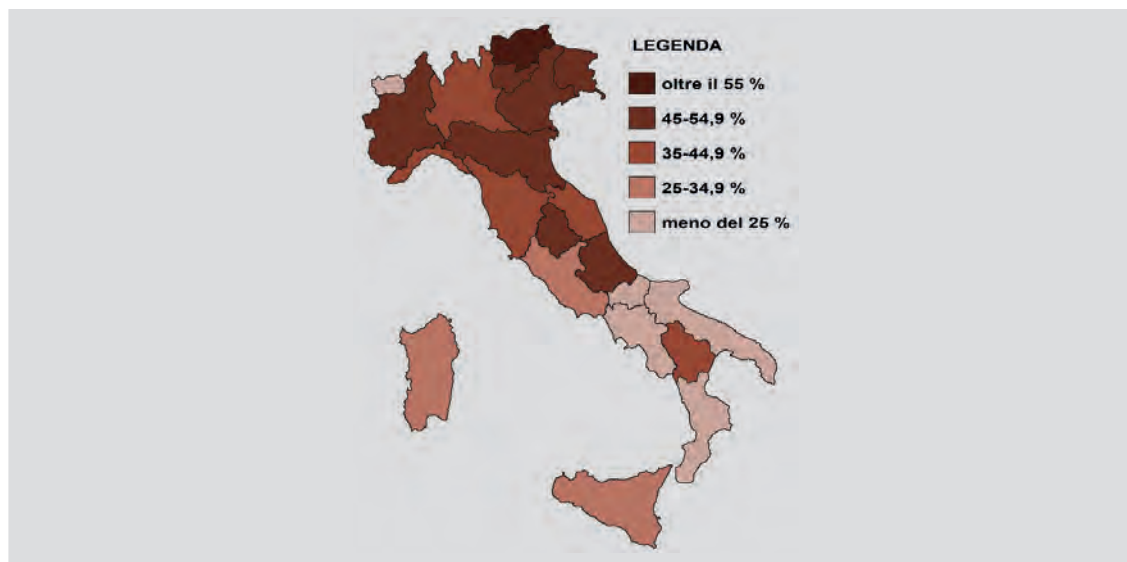 LEGENDA
oltre il 55 %
45-54,9 %
35-44,9 %
25-34,9 %
meno del 25 %